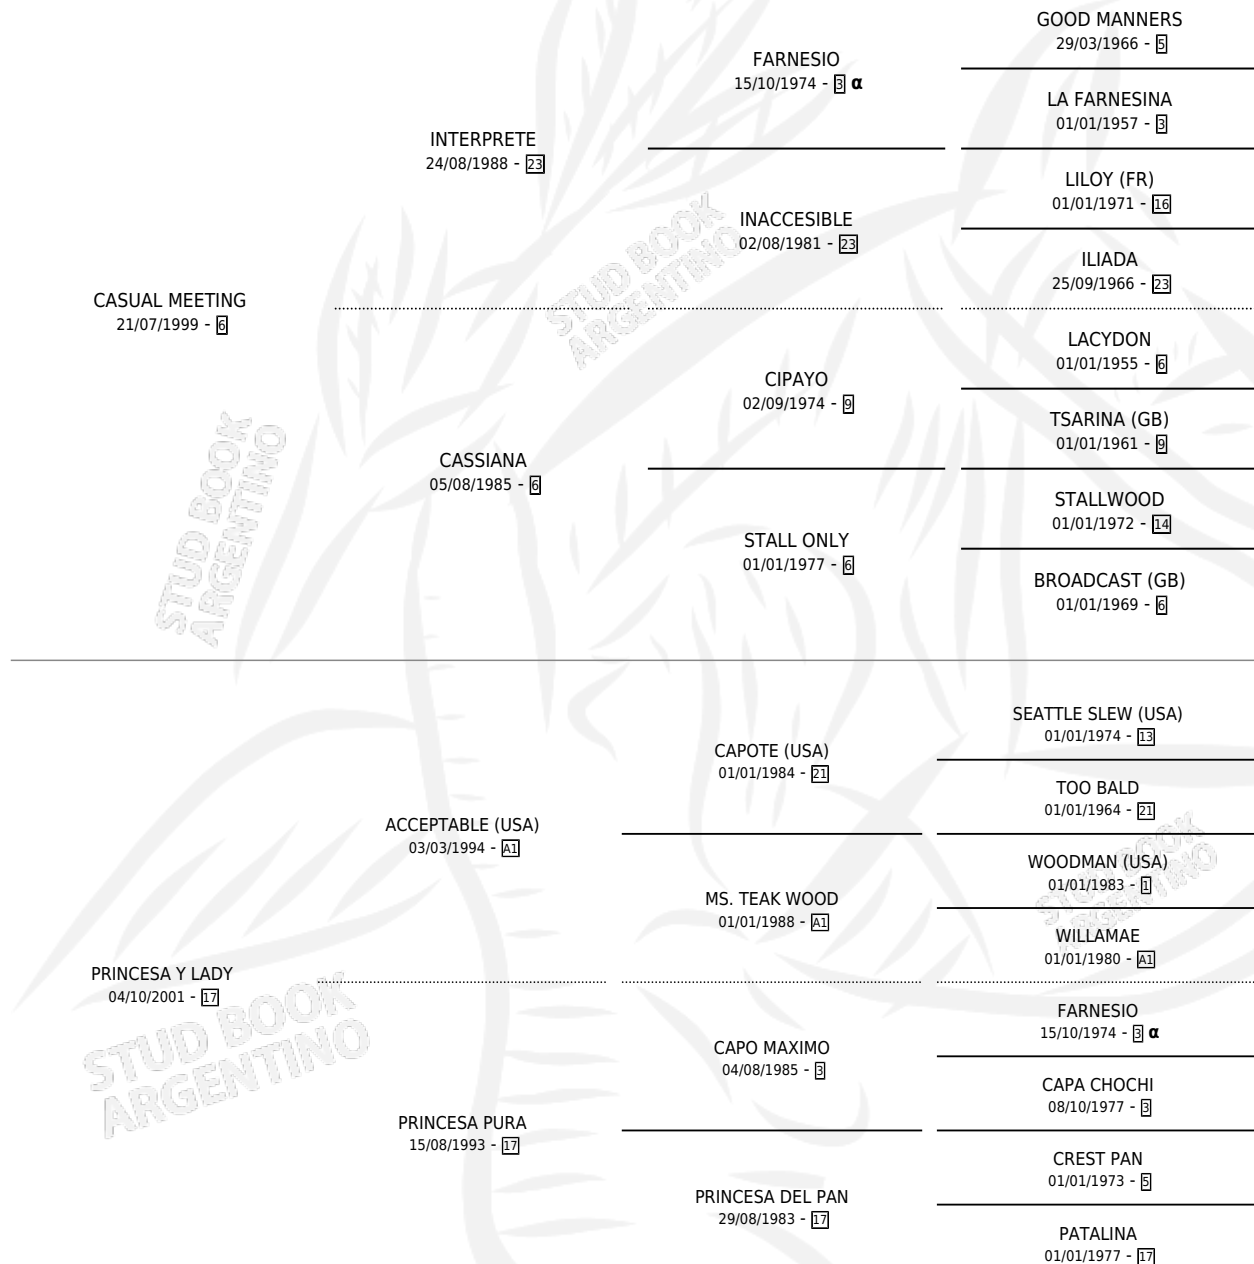 GOOD MANNERS
29/03/1966 - 5
FARNESIO
15/10/1974 - 3 α
LA FARNESINA
01/01/1957 - 3
INTERPRETE
24/08/1988 - 23
LILOY (FR)
01/01/1971 - 16
INACCESIBLE
02/08/1981 - 23
ILIADA
25/09/1966 - 23
CASUAL MEETING
21/07/1999 - 6
LACYDON
01/01/1955 - 6
CIPAYO
02/09/1974 - 9
TSARINA (GB)
01/01/1961 - 9
CASSIANA
05/08/1985 - 6
STALLWOOD
01/01/1972 - 14
STALL ONLY
01/01/1977 - 6
BROADCAST (GB)
01/01/1969 - 6
SEATTLE SLEW (USA)
01/01/1974 - 13
CAPOTE (USA)
01/01/1984 - 21
TOO BALD
01/01/1964 - 21
ACCEPTABLE (USA)
03/03/1994 - A1
WOODMAN (USA)
01/01/1983 - 1
MS. TEAK WOOD
01/01/1988 - A1
WILLAMAE
01/01/1980 - A1
PRINCESA Y LADY
04/10/2001 - 17
FARNESIO
15/10/1974 - 3 α
CAPO MAXIMO
04/08/1985 - 3
CAPA CHOCHI
08/10/1977 - 3
PRINCESA PURA
15/08/1993 - 17
CREST PAN
01/01/1973 - 5
PRINCESA DEL PAN
29/08/1983 - 17
PATALINA
01/01/1977 - 17
STUD BOOK
ARGENTINO
STUD BOOK
ARGENTINO
STUD BOOK
ARGENTINO
STUD BOOK
ARGENTINO